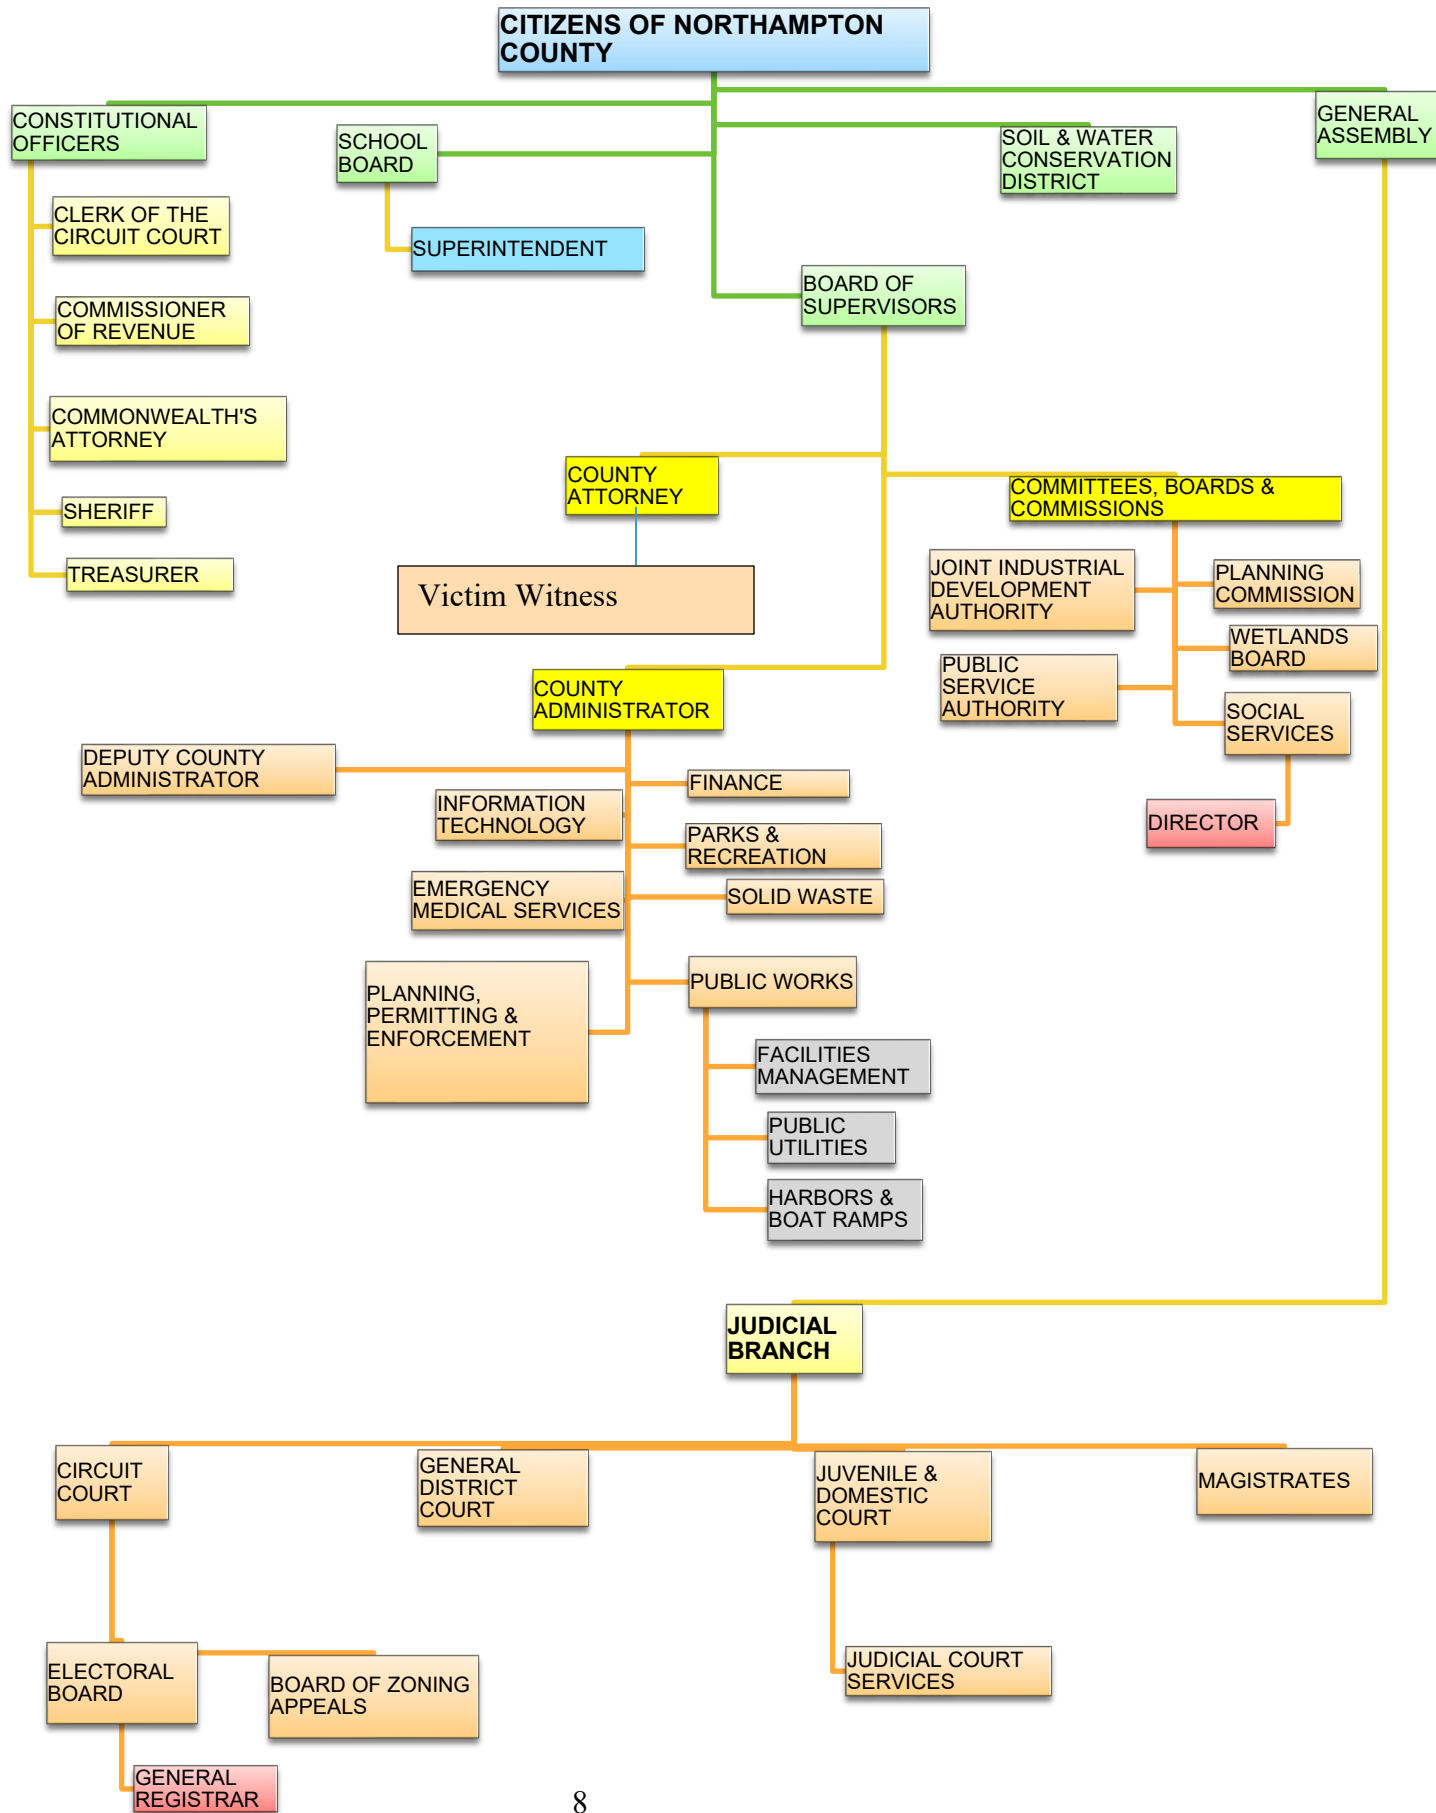 CITIZENS OF NORTHAMPTON
COUNTY
CONSTITUTIONAL
OFFICERS
SCHOOL
BOARD
SOIL & WATER
CONSERVATION
DISTRICT
GENERAL
ASSEMBLY
CLERK OF THE
CIRCUIT COURT
SUPERINTENDENT
BOARD OF
SUPERVISORS
COMMISSIONER
OF REVENUE
COMMONWEALTH'S
ATTORNEY
SHERIFF
TREASURER
COUNTY
ATTORNEY
Victim Witness
COMMITTEES, BOARDS &
COMMISSIONS
JOINT INDUSTRIAL
DEVELOPMENT
AUTHORITY
PLANNING
COMMISSION
WETLANDS
BOARD
PUBLIC
SERVICE
AUTHORITY
SOCIAL
SERVICES
DIRECTOR
COUNTY
ADMINISTRATOR
DEPUTY COUNTY
ADMINISTRATOR
FINANCE
INFORMATION
TECHNOLOGY
PARKS &
RECREATION
EMERGENCY
MEDICAL SERVICES
SOLID WASTE
PLANNING,
PERMITTING &
ENFORCEMENT
PUBLIC WORKS
FACILITIES
MANAGEMENT
PUBLIC
UTILITIES
HARBORS &
BOAT RAMPS
JUDICIAL
BRANCH
CIRCUIT
COURT
GENERAL
DISTRICT
COURT
JUVENILE &
DOMESTIC
COURT
MAGISTRATES
ELECTORAL
BOARD
BOARD OF ZONING
APPEALS
JUDICIAL COURT
SERVICES
GENERAL
REGISTRAR
8